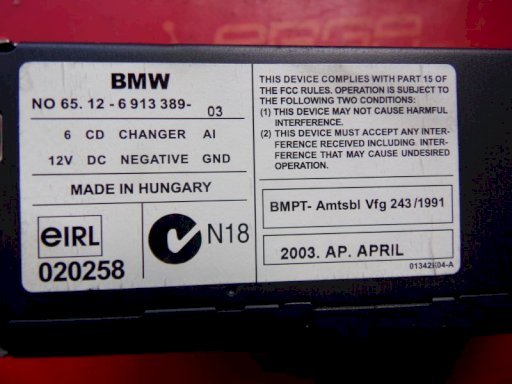 BMW
NO 65. 12 - 6 913 389- 03
6 CD CHANGER AI
12V DC NEGATIVE GND
MADE IN HUNGARY
eIRL
020258
N18
THIS DEVICE COMPLIES WITH PART 15 OF
THE FCC RULES. OPERATION IS SUBJECT TO
THE FOLLOWING TWO CONDITIONS:
(1) THIS DEVICE MAY NOT CAUSE HARMFUL
INTERFERENCE.
(2) THIS DEVICE MUST ACCEPT ANY INTER-
FERENCE RECEIVED INCLUDING INTER-
FERENCE THAT MAY CAUSE UNDESIRED
OPERATION.
BMPT- Amtsbl Vfg 243 /1991
2003. AP. APRIL